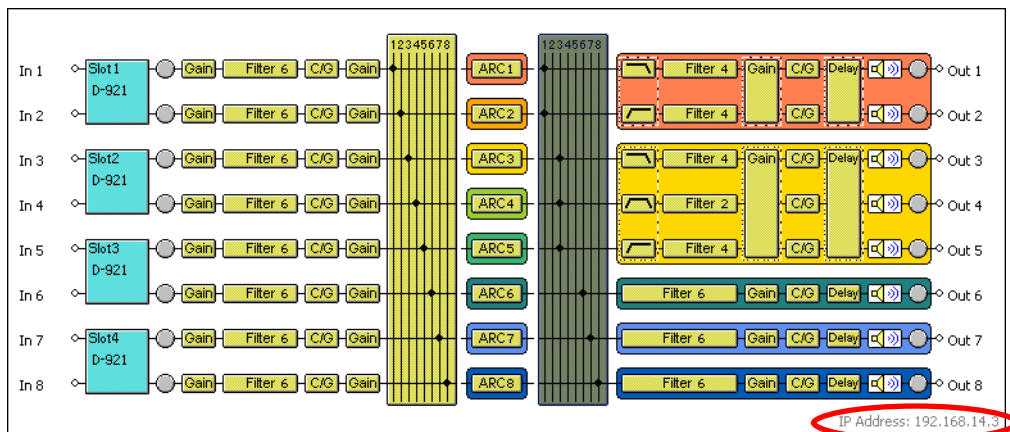 12345678 12345678
In 1 Slot1 Gain Filter 6 C/G Gain ARC1 Filter 4 Gain C/G Delay Out 1
D-921
In 2 Gain Filter 6 C/G Gain ARC2 Filter 4 C/G Out 2
In 3 Slot2 Gain Filter 6 C/G Gain ARC3 Filter 4 Gain C/G Delay Out 3
D-921
In 4 Gain Filter 6 C/G Gain ARC4 Filter 2 C/G Out 4
In 5 Slot3 Gain Filter 6 C/G Gain ARC5 Filter 4 C/G Out 5
D-921
In 6 Gain Filter 6 C/G Gain ARC6 Filter 6 Gain C/G Delay Out 6
In 7 Slot4 Gain Filter 6 C/G Gain ARC7 Filter 6 Gain C/G Delay Out 7
D-921
In 8 Gain Filter 6 C/G Gain ARC8 Filter 6 Gain C/G Delay Out 8
IP Address: 192.168.14.3